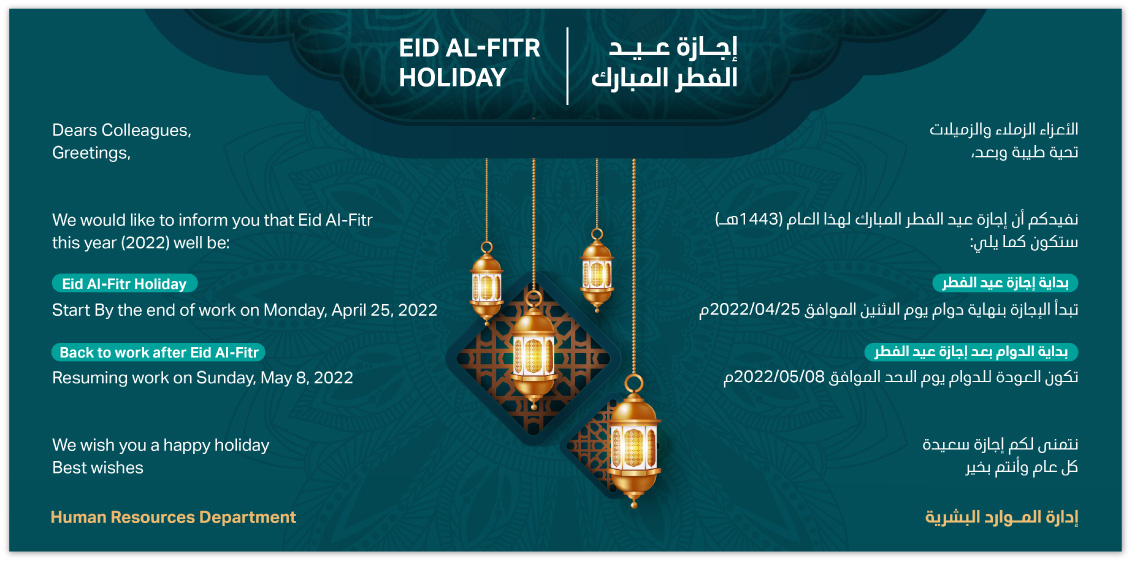 EID AL-FITR
HOLIDAY
إجــازة عـــيــد
الفطر المبارك
Dears Colleagues,
Greetings,
We would like to inform you that Eid Al-Fitr
this year (2022) well be:
Eid Al-Fitr Holiday
Start By the end of work on Monday, April 25, 2022
Back to work after Eid Al-Fitr
Resuming work on Sunday, May 8, 2022
We wish you a happy holiday
Best wishes
Human Resources Department
الأعزاء الزملاء والزميلات
تحية طيبة وبعد،
نفيدكم أن إجازة عيد الفطر المبارك لهذا العام (1443هــ)
ستكون كما يلي:
بداية إجازة عيد الفطر
تبدأ الإجازة بنهاية دوام يوم الاثنين الموافق 2022/04/25م
بداية الدوام بعد إجازة عيد الفطر
تكون العودة للدوام يوم الاحد الموافق 2022/05/08م
نتمنى لكم إجازة سعيدة
كل عام وأنتم بخير
إدارة المــوارد البشرية